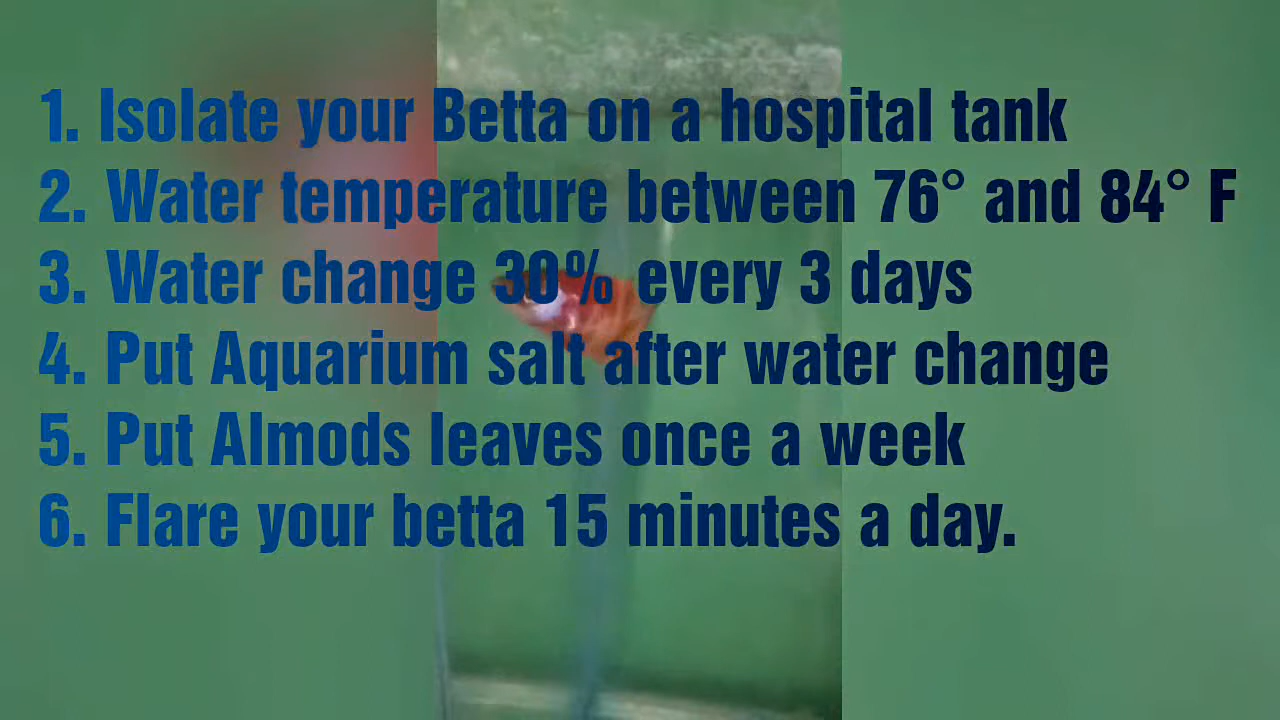 1. Isolate your Betta on a hospital tank
2. Water temperature between 76° and 84° F
3. Water change 30% every 3 days
4. Put Aquarium salt after water change
5. Put Almods leaves once a week
6. Flare your betta 15 minutes a day.